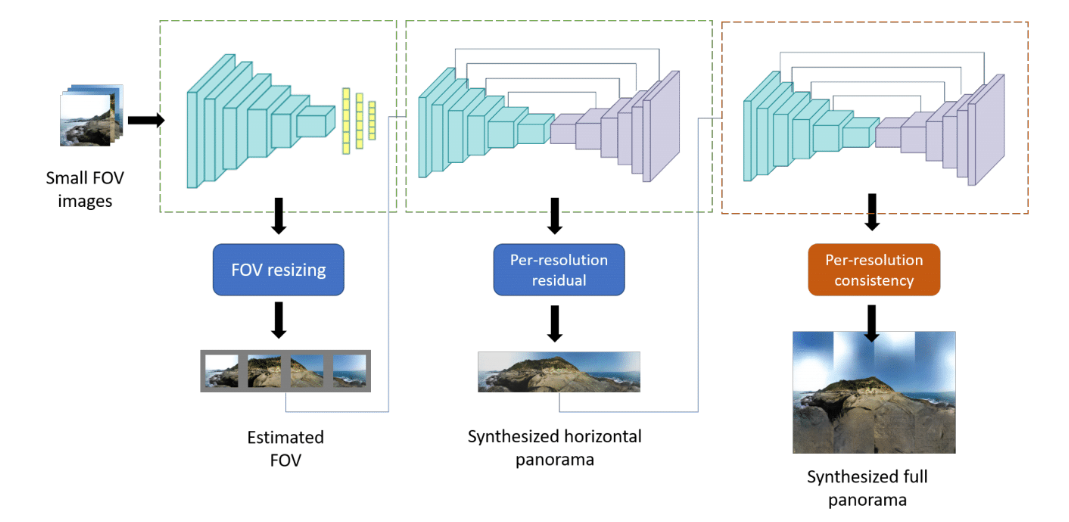 Small FOV
images
FOV resizing
Estimated
FOV
Per-resolution
residual
Synthesized horizontal
panorama
Per-resolution
consistency
Synthesized full
panorama